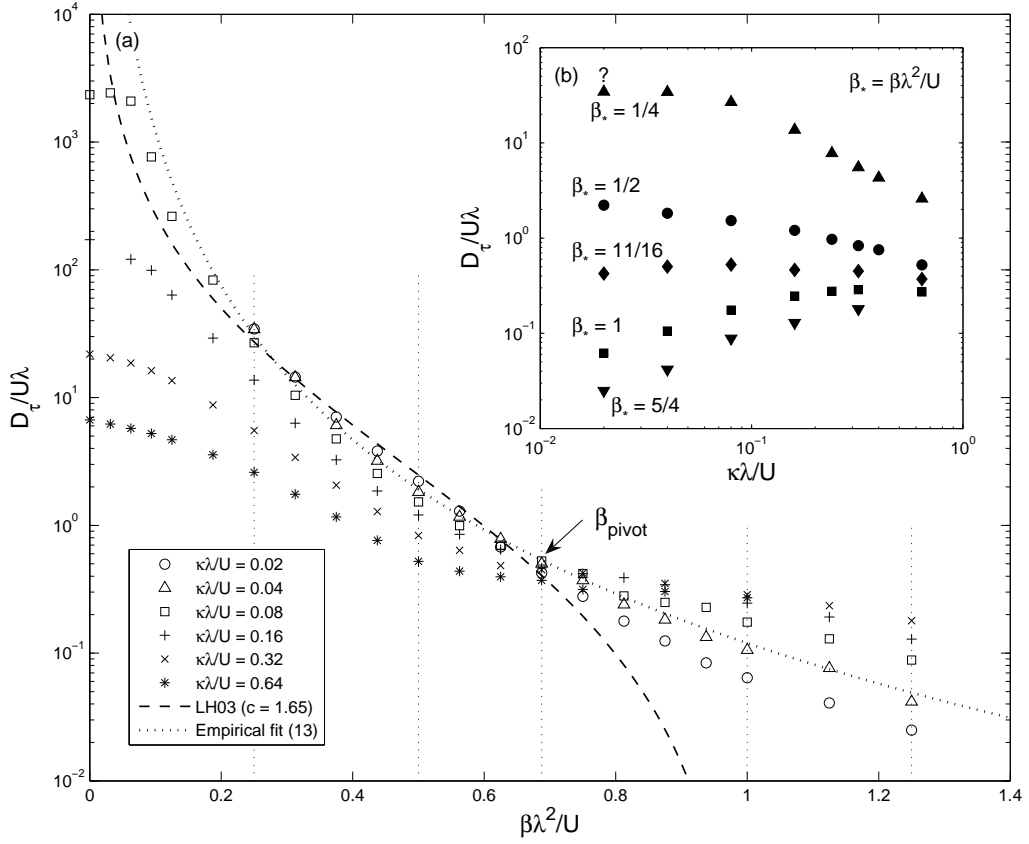 (a)
10^4
10^3
10^2
10^1
10^0
10^-1
10^-2
D_τ/Uλ
0
0.2
0.4
0.6
0.8
1
1.2
1.4
βλ^2/U
β_pivot
κλ/U = 0.02
κλ/U = 0.04
κλ/U = 0.08
κλ/U = 0.16
κλ/U = 0.32
κλ/U = 0.64
LH03 (c = 1.65)
Empirical fit (13)
(b)
?
β_* = βλ^2/U
β_* = 1/4
β_* = 1/2
β_* = 11/16
β_* = 1
β_* = 5/4
10^2
10^1
10^0
10^-1
10^-2
D_τ/Uλ
10^-2
10^-1
10^0
κλ/U